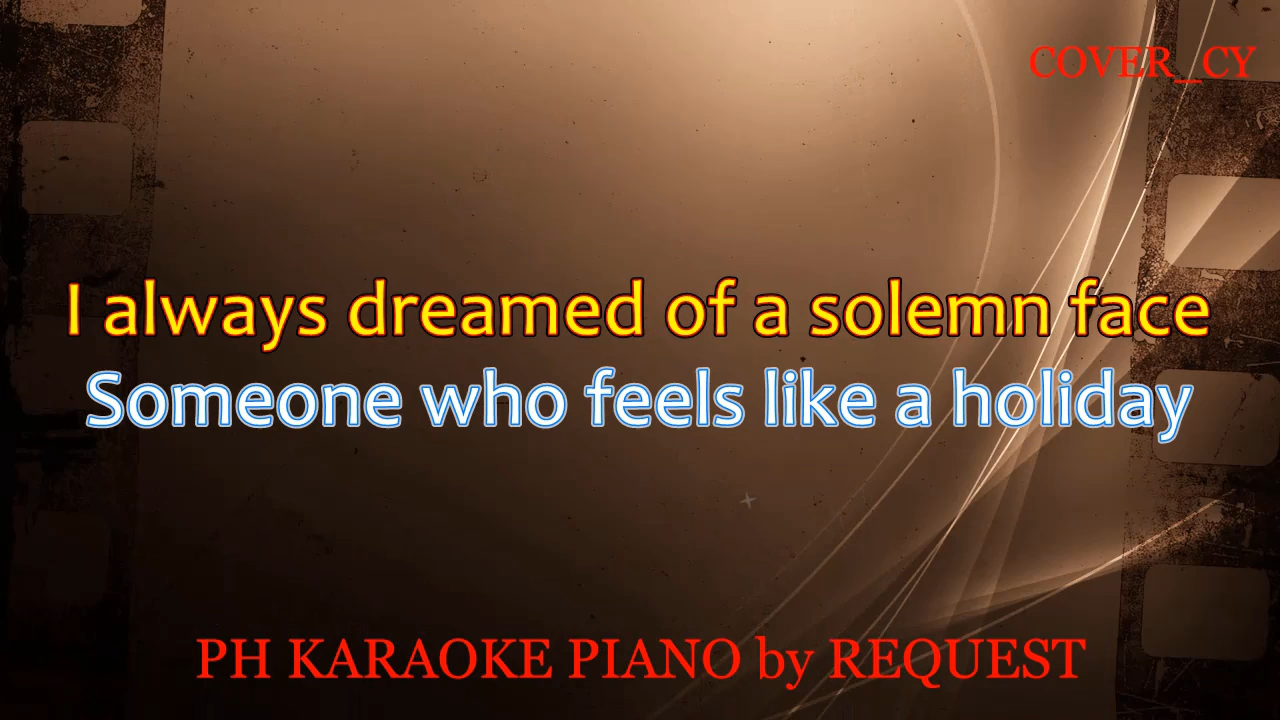 COVER_CY
I always dreamed of a solemn face
Someone who feels like a holiday
PH KARAOKE PIANO by REQUEST